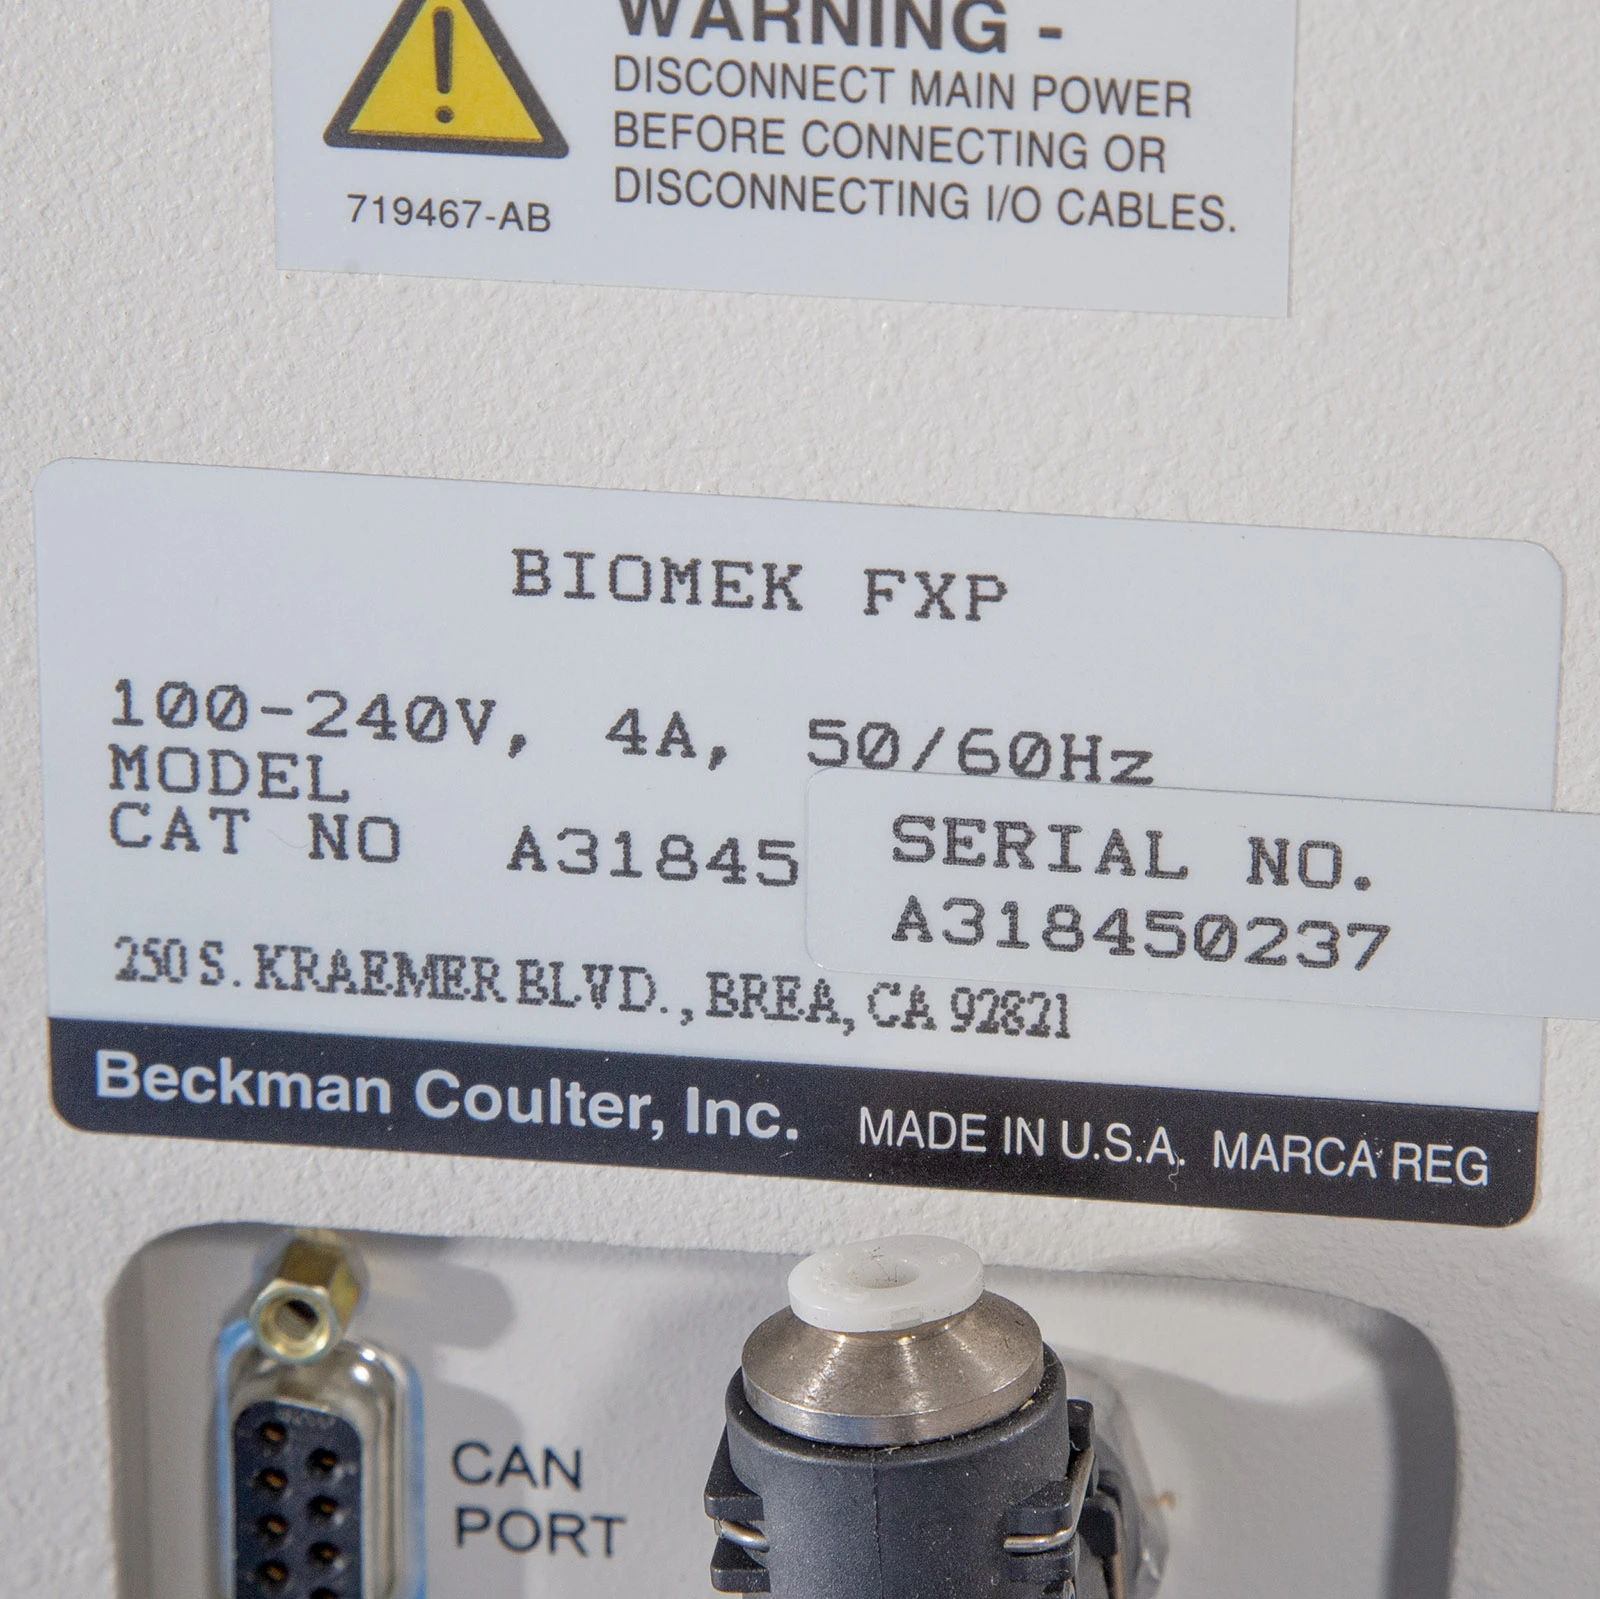 WARNING -
DISCONNECT MAIN POWER
BEFORE CONNECTING OR
DISCONNECTING I/O CABLES.
719467-AB
BIOMEK FXP
100-240V, 4A, 50/60Hz
MODEL
CAT NO A31845
SERIAL NO.
A318450237
250 S. KRAEMER BLVD., BREA, CA 92821
Beckman Coulter, Inc. MADE IN U.S.A. MARCA REG
CAN
PORT